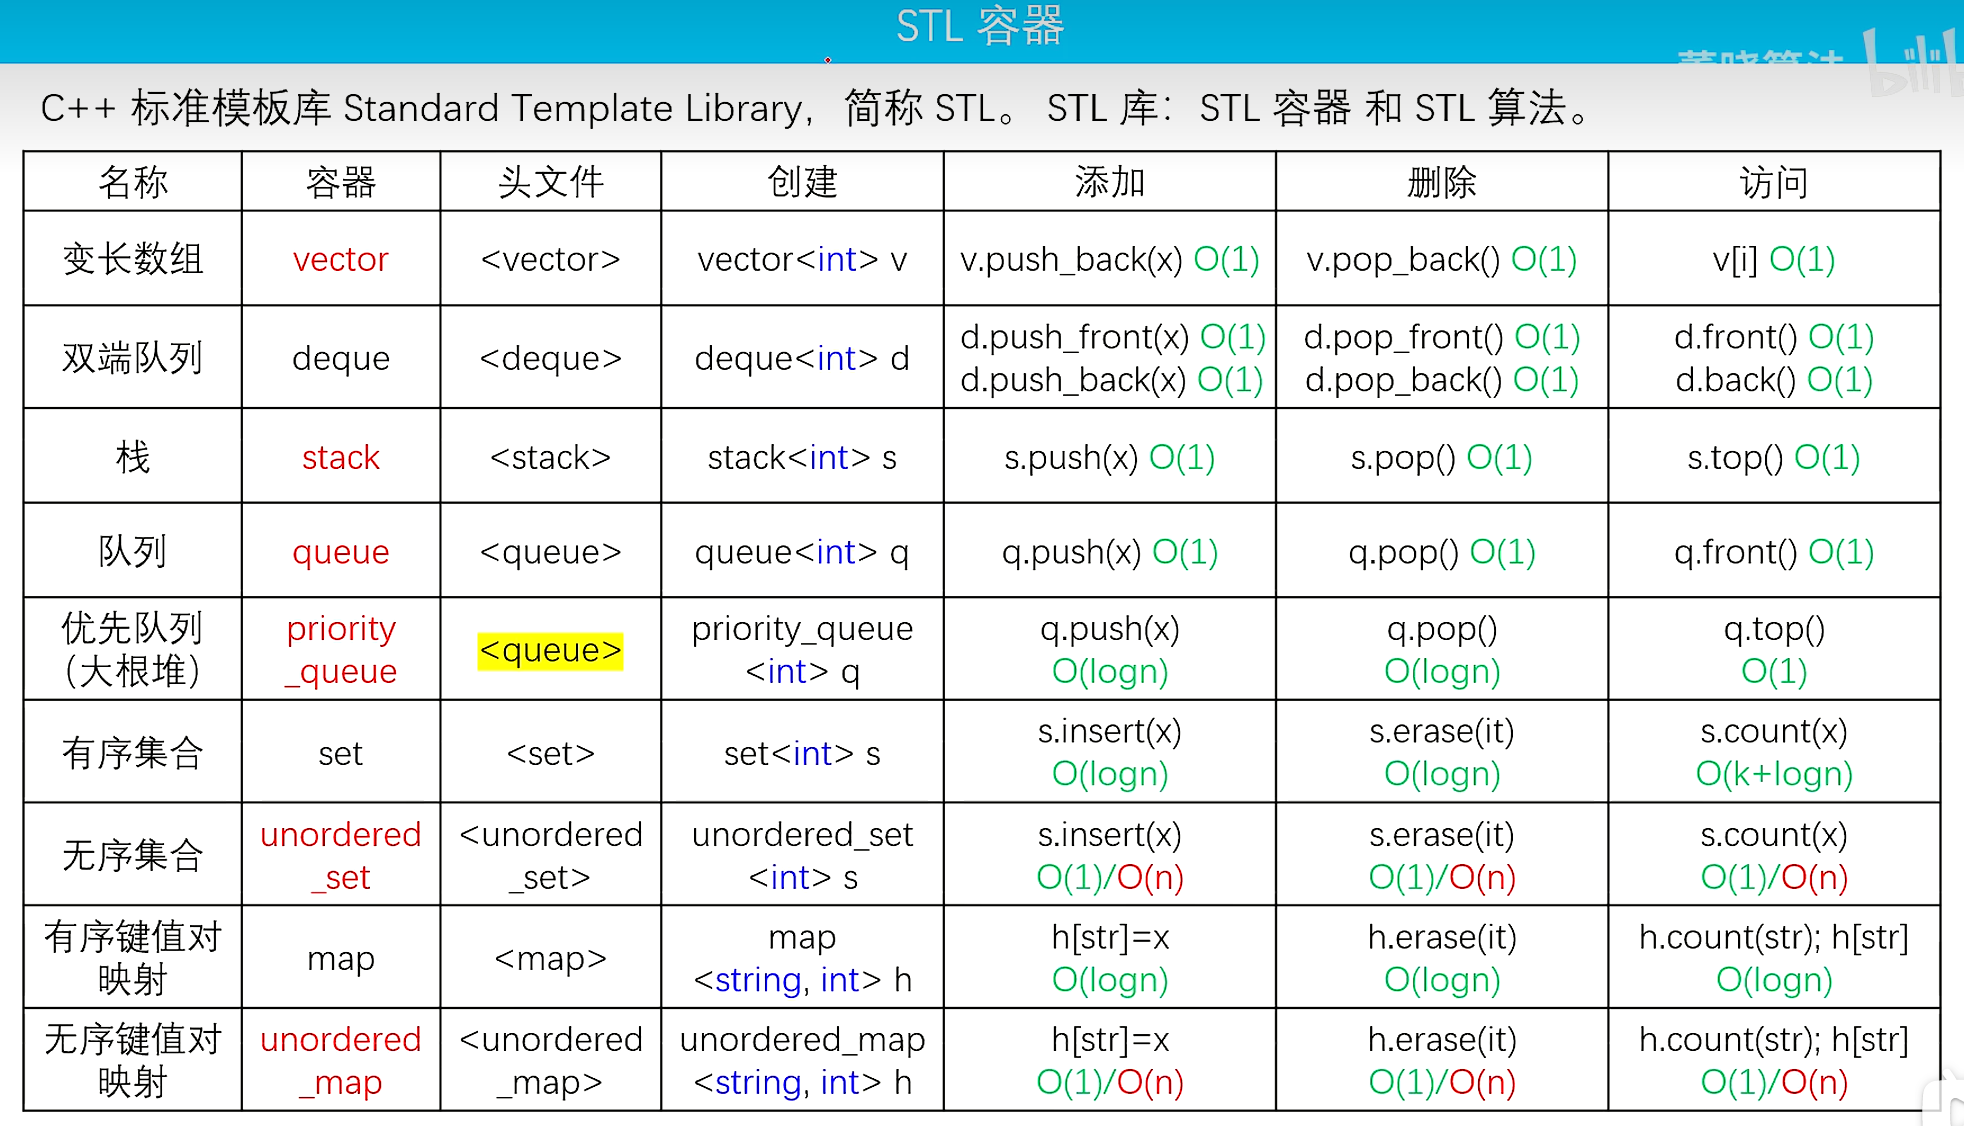 STL 容器
董晓算法 bilibili
C++ 标准模板库 Standard Template Library，简称 STL。 STL 库：STL 容器 和 STL 算法。
名称 容器 头文件 创建 添加 删除 访问
变长数组 vector <vector> vector<int> v v.push_back(x) O(1) v.pop_back() O(1) v[i] O(1)
双端队列 deque <deque> deque<int> d d.push_front(x) O(1) d.pop_front() O(1) d.front() O(1)
d.push_back(x) O(1) d.pop_back() O(1) d.back() O(1)
栈 stack <stack> stack<int> s s.push(x) O(1) s.pop() O(1) s.top() O(1)
队列 queue <queue> queue<int> q q.push(x) O(1) q.pop() O(1) q.front() O(1)
优先队列 priority <queue> priority_queue q.push(x) q.pop() q.top()
（大根堆） _queue <int> q O(logn) O(logn) O(1)
有序集合 set <set> set<int> s s.insert(x) s.erase(it) s.count(x)
O(logn) O(logn) O(k+logn)
无序集合 unordered <unordered unordered_set s.insert(x) s.erase(it) s.count(x)
_set _set> <int> s O(1)/O(n) O(1)/O(n) O(1)/O(n)
有序键值对 map <map> map h[str]=x h.erase(it) h.count(str); h[str]
映射 <string, int> h O(logn) O(logn) O(logn)
无序键值对 unordered <unordered unordered_map h[str]=x h.erase(it) h.count(str); h[str]
映射 _map _map> <string, int> h O(1)/O(n) O(1)/O(n) O(1)/O(n)